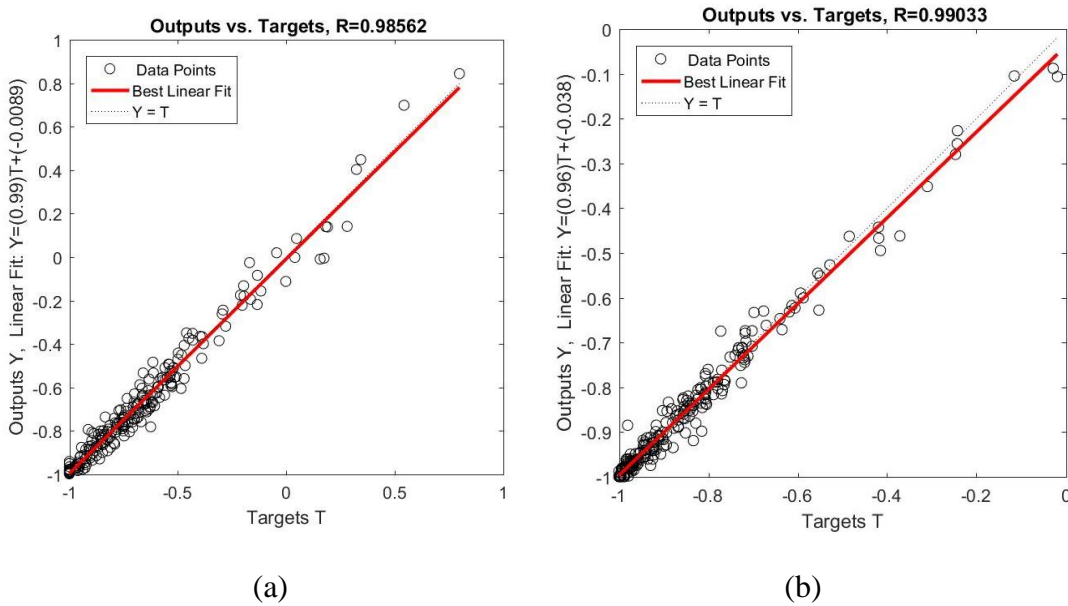 Outputs vs. Targets, R=0.98562
Outputs Y, Linear Fit: Y=(0.99)T+(-0.0089)
1
0.8
0.6
0.4
0.2
0
-0.2
-0.4
-0.6
-0.8
-1
Data Points
Best Linear Fit
Y = T
-1 -0.5 0 0.5 1
Targets T
(a)
Outputs vs. Targets, R=0.99033
Outputs Y, Linear Fit: Y=(0.96)T+(-0.038)
0
-0.1
-0.2
-0.3
-0.4
-0.5
-0.6
-0.7
-0.8
-0.9
-1
Data Points
Best Linear Fit
Y = T
-1 -0.8 -0.6 -0.4 -0.2 0
Targets T
(b)